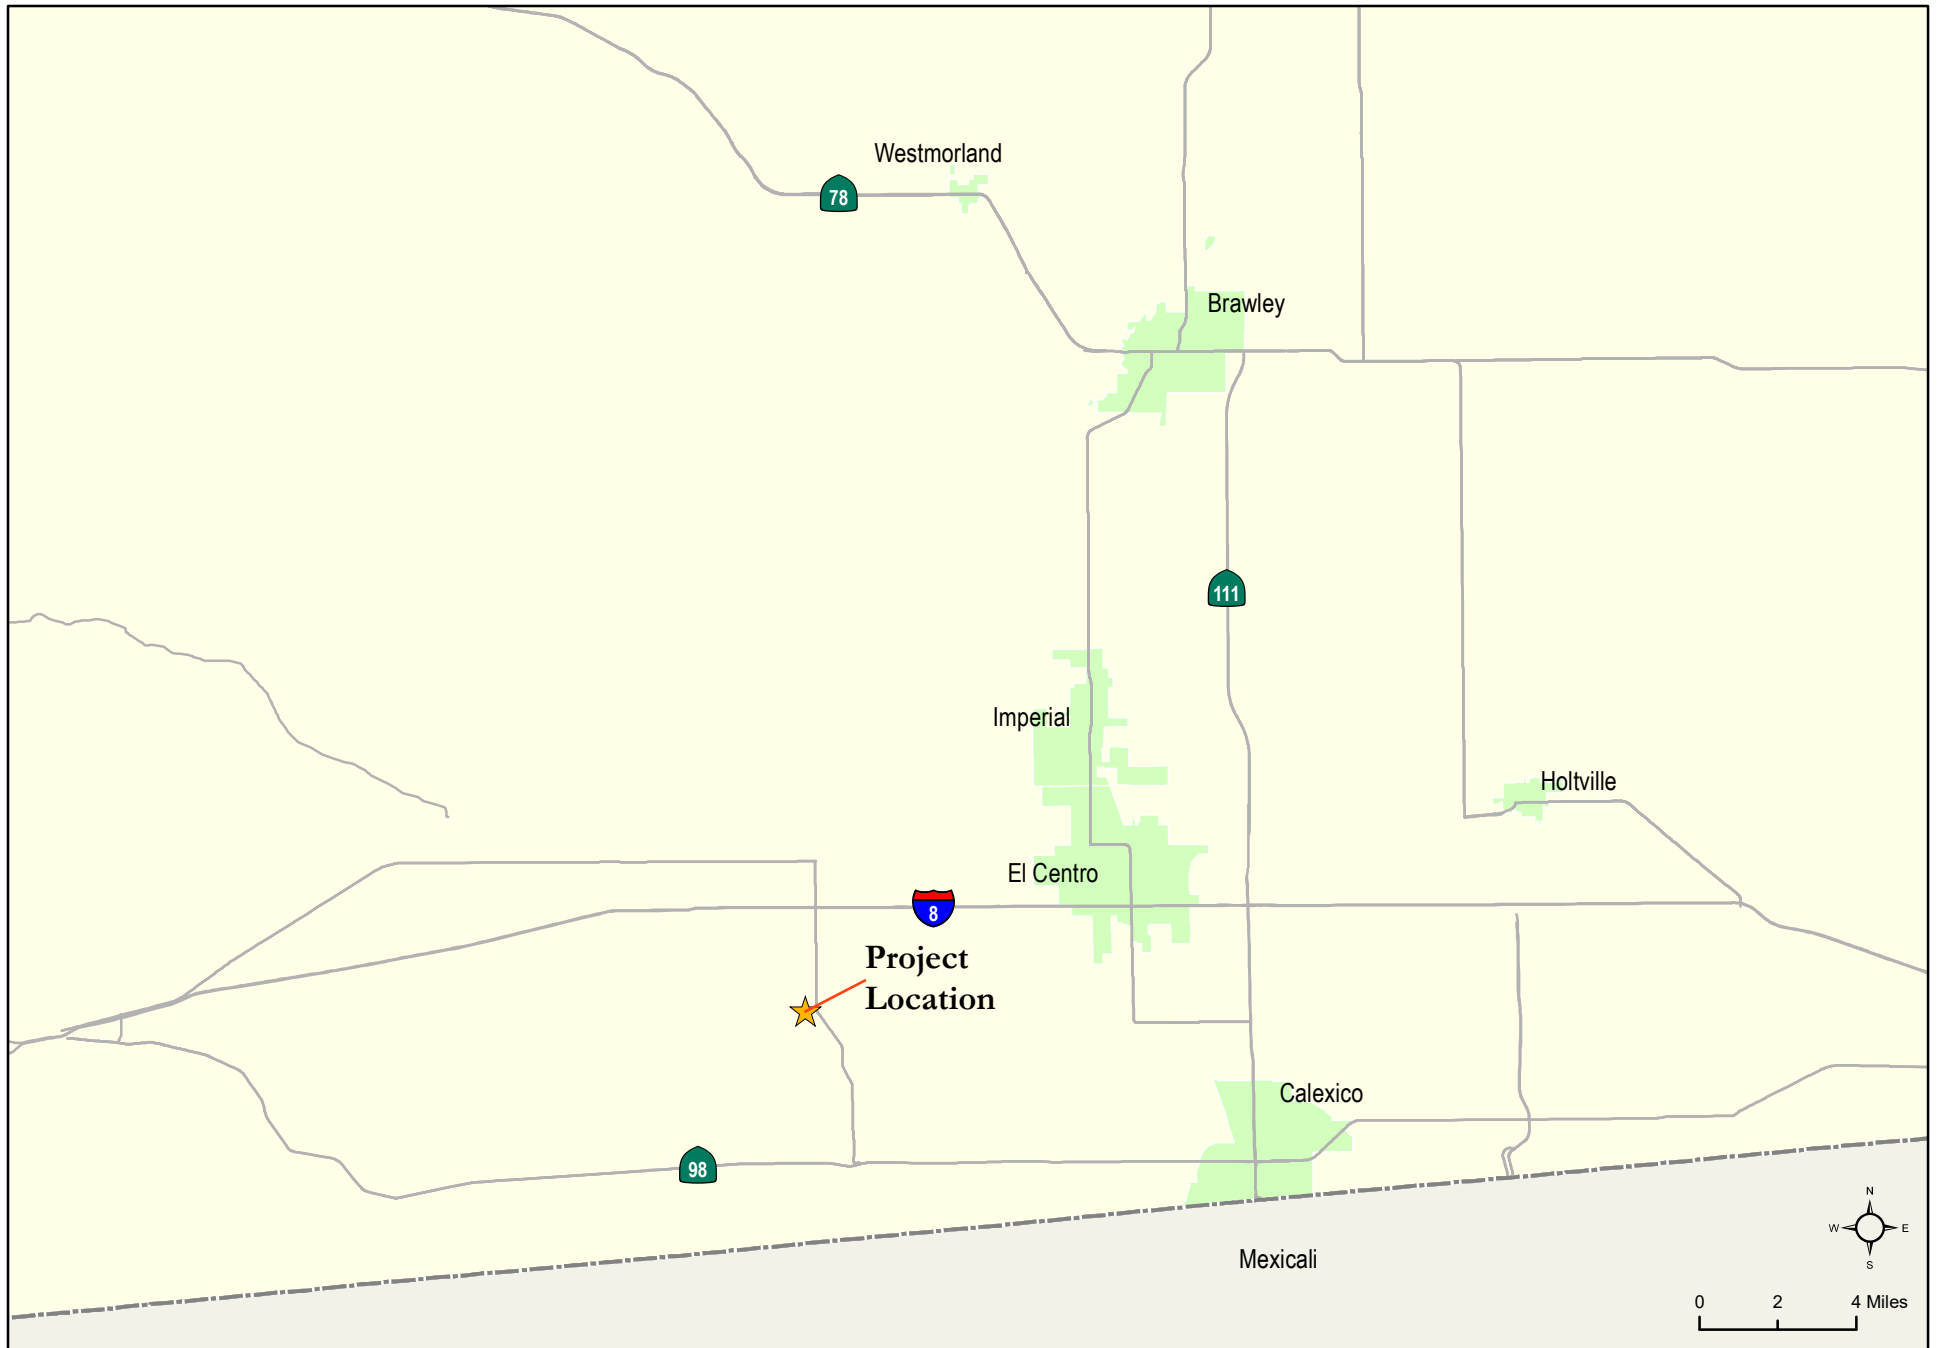 Westmorland
78
Brawley
111
Imperial
Holtville
El Centro
8
Project
Location
Calexico
98
N
W E
S
Mexicali
0 2 4 Miles